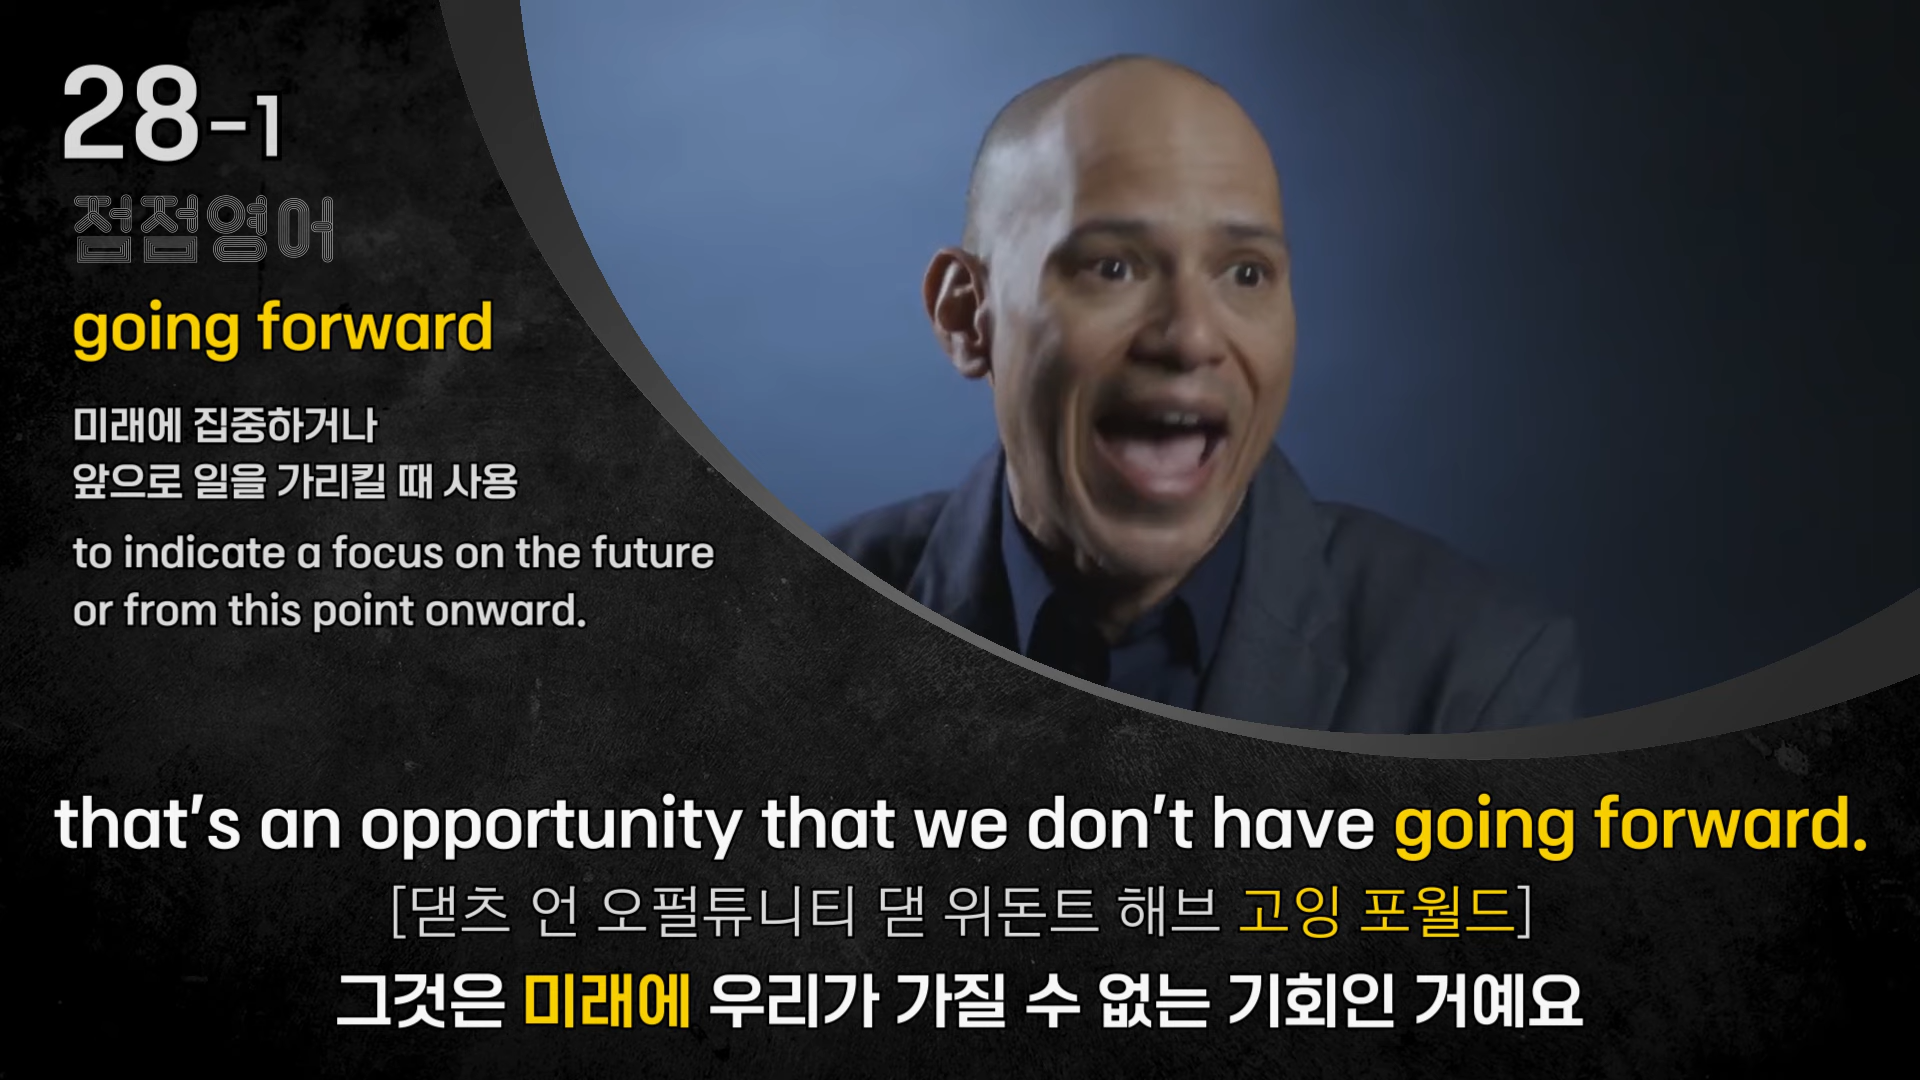 28-1
점점영어
going forward
미래에 집중하거나
앞으로 일을 가리킬 때 사용
to indicate a focus on the future
or from this point onward.
that's an opportunity that we don't have going forward.
[댇츠 언 오펄튜니티 댇 위돈트 해브 고잉 포월드]
그것은 미래에 우리가 가질 수 없는 기회인 거예요